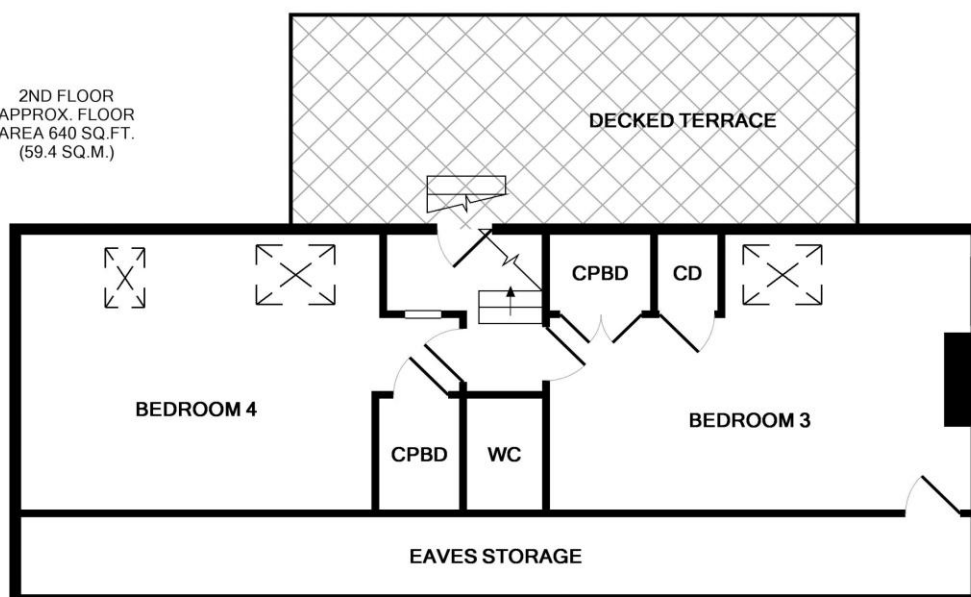 2ND FLOOR
APPROX. FLOOR
AREA 640 SQ.FT.
(59.4 SQ.M.)
DECKED TERRACE
CPBD
CD
BEDROOM 4
BEDROOM 3
CPBD
WC
EAVES STORAGE